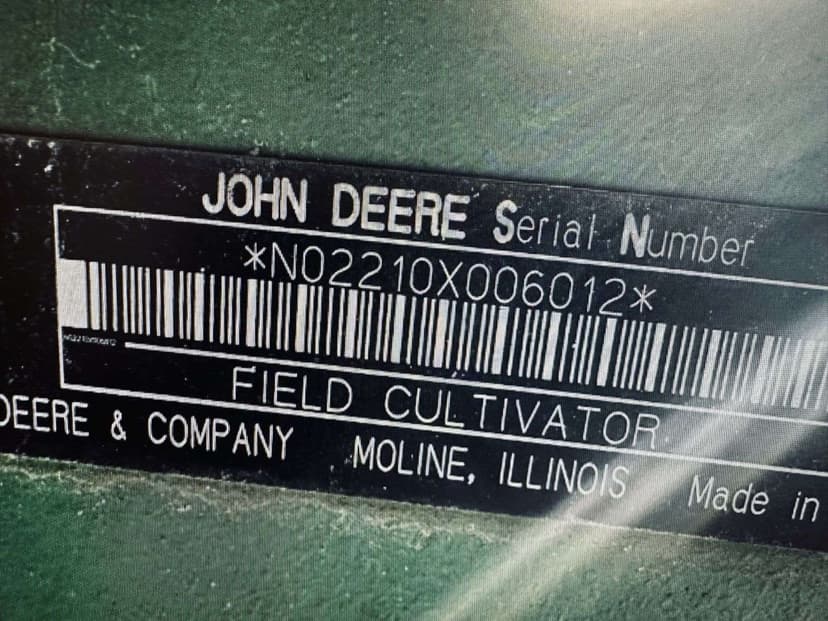 JOHN DEERE Serial Number
*N02210X006012*
FIELD CULTIVATOR
DEERE & COMPANY MOLINE, ILLINOIS Made in